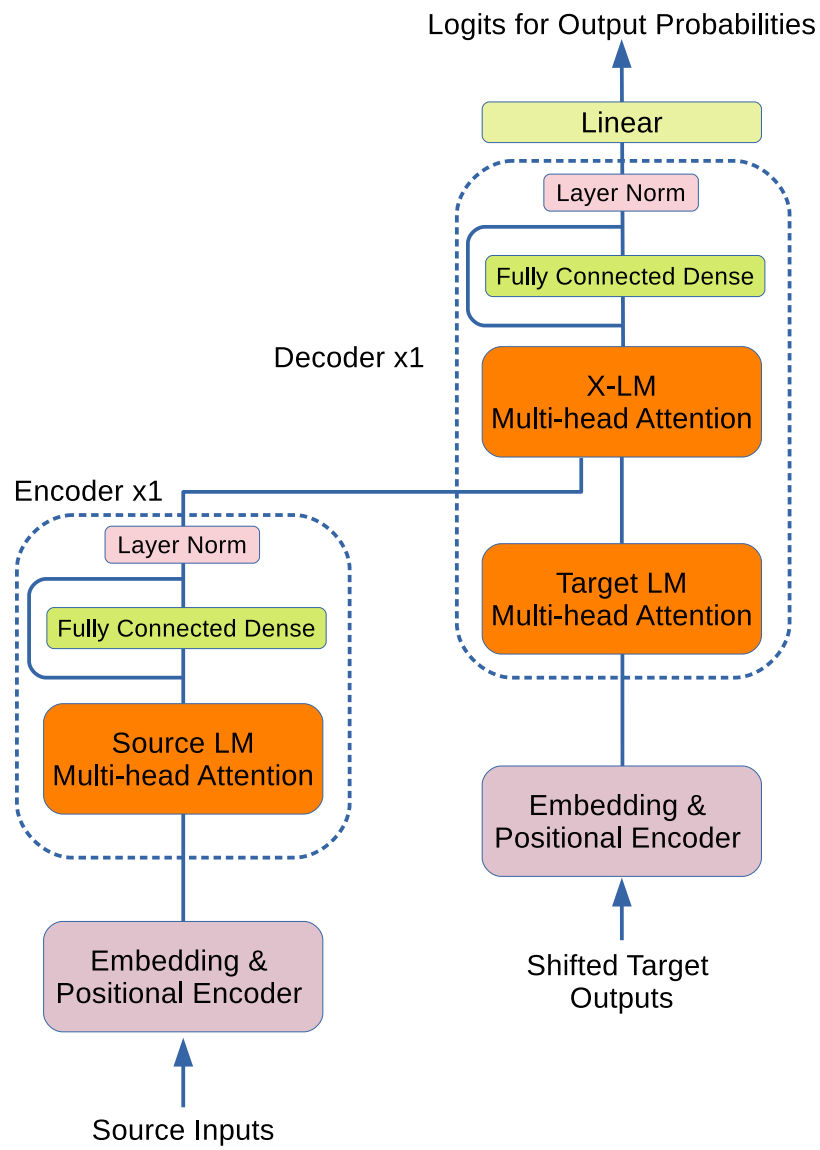 Logits for Output Probabilities
Linear
Layer Norm
Fully Connected Dense
Decoder x1
X-LM
Multi-head Attention
Encoder x1
Layer Norm
Target LM
Multi-head Attention
Fully Connected Dense
Source LM
Multi-head Attention
Embedding &
Positional Encoder
Embedding &
Positional Encoder
Shifted Target
Outputs
Source Inputs